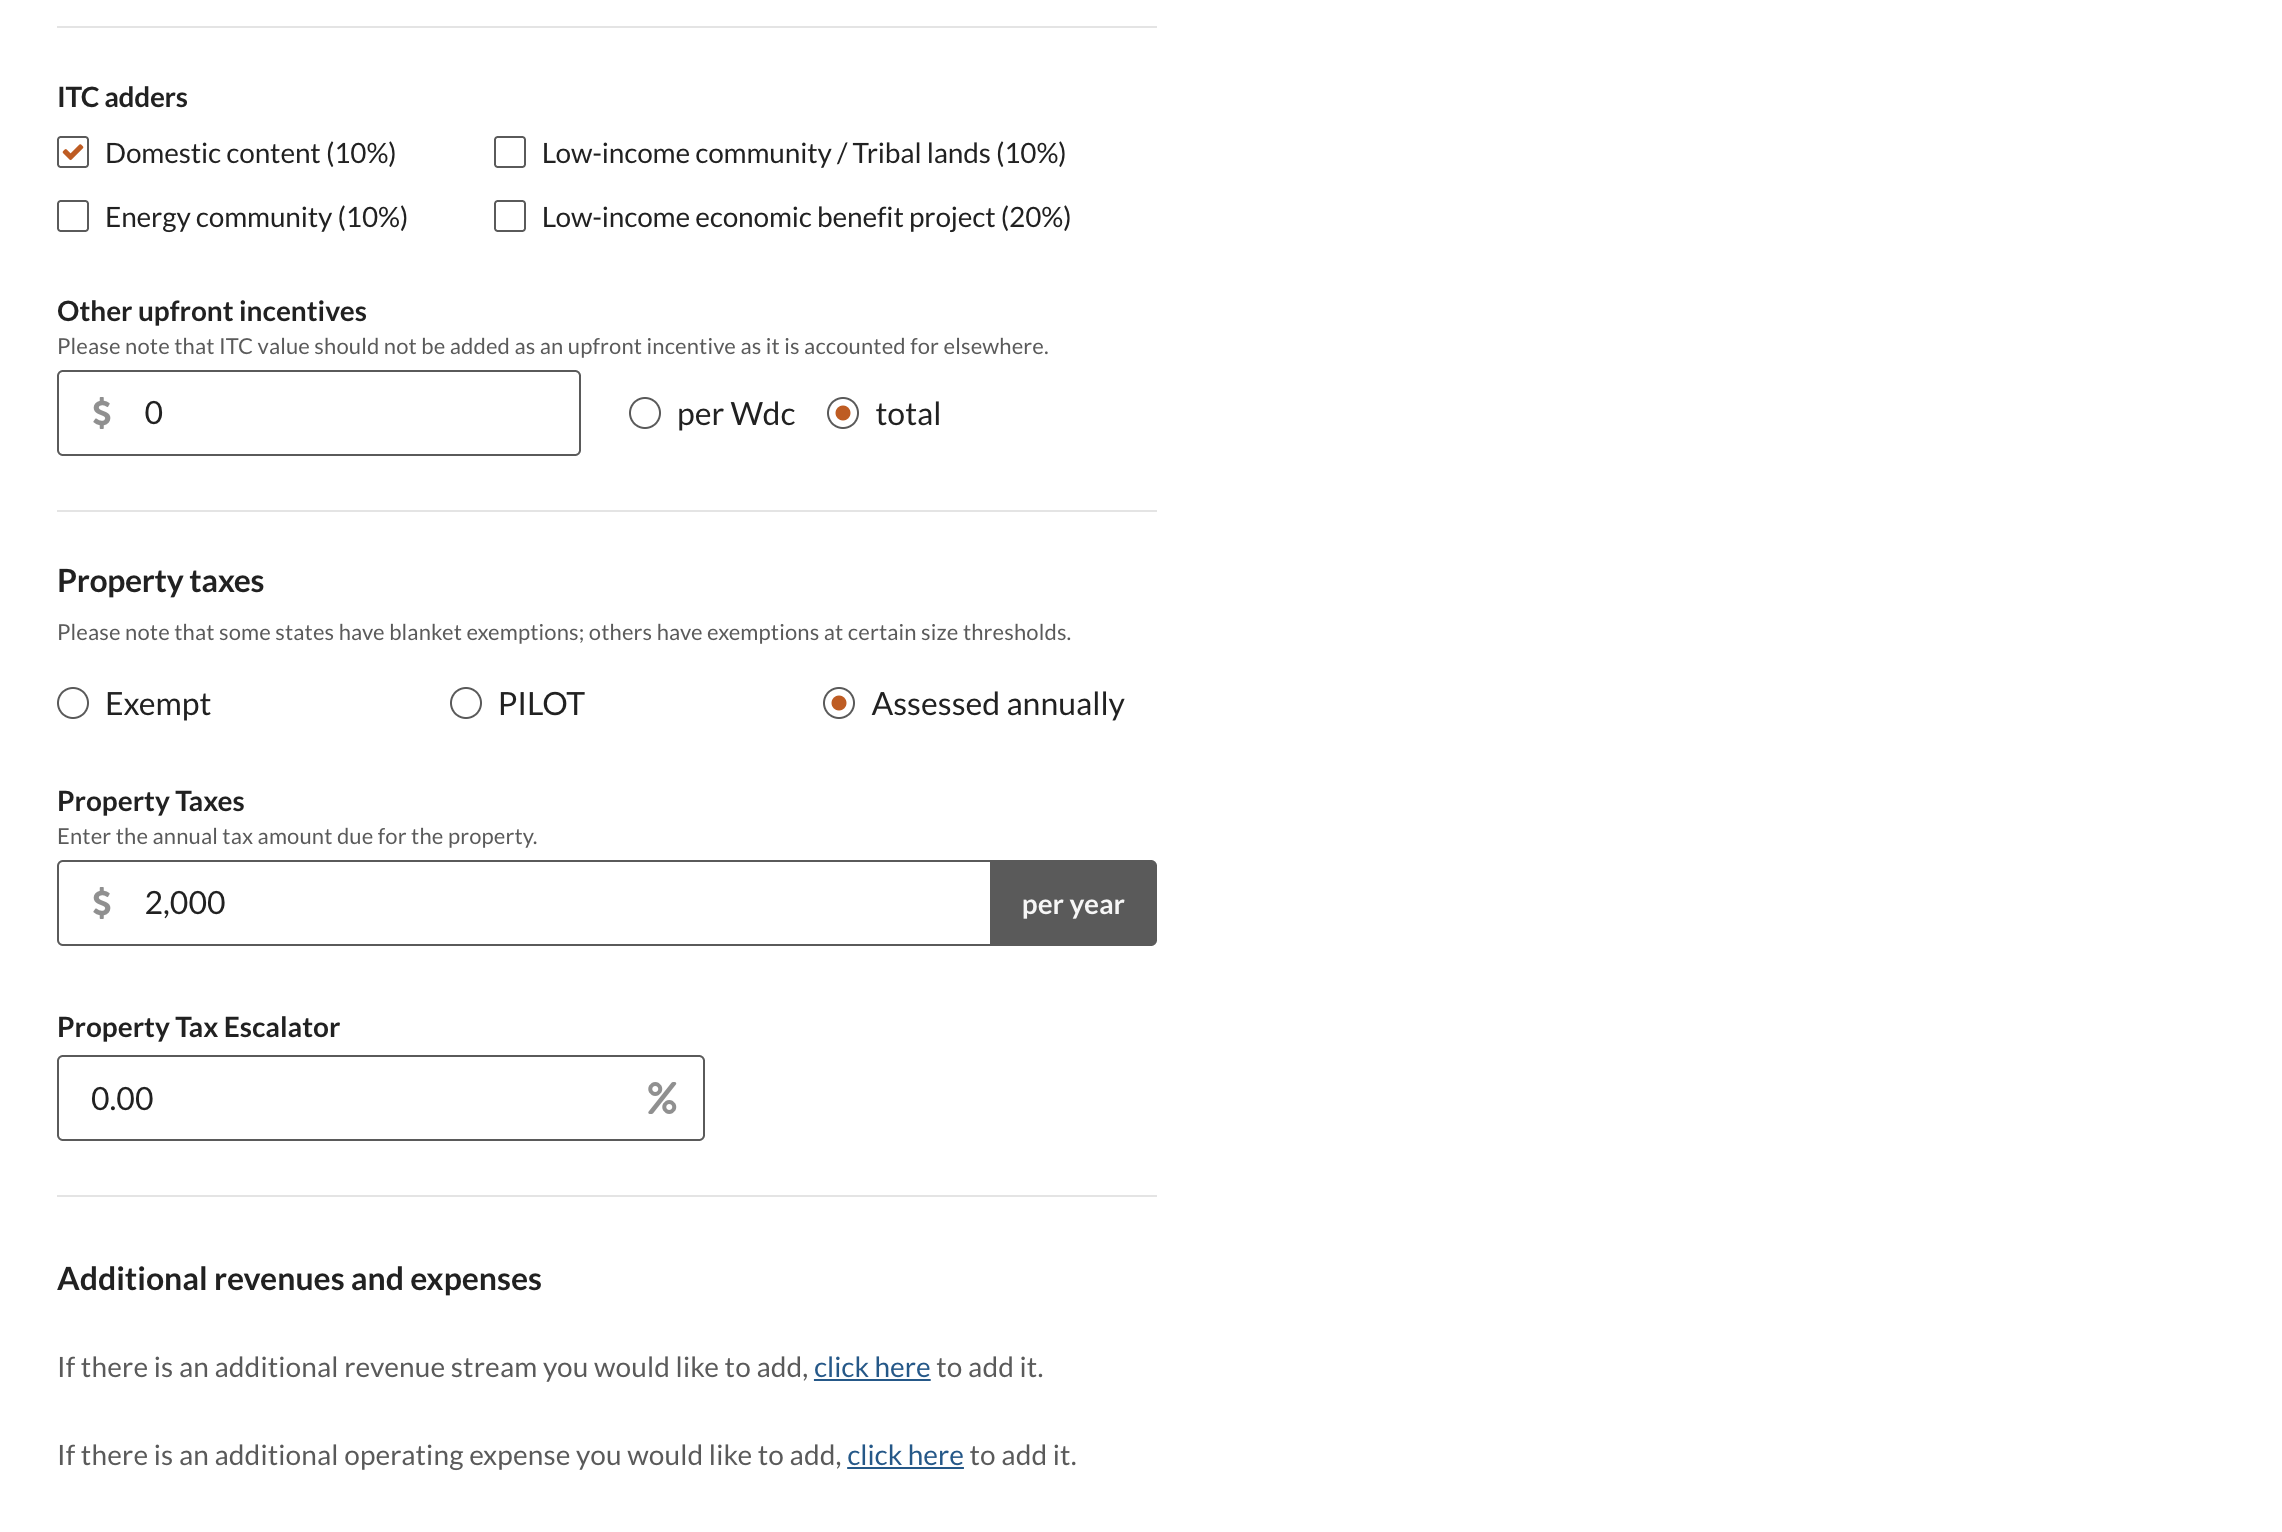 ITC adders
Domestic content (10%)
Low-income community / Tribal lands (10%)
Energy community (10%)
Low-income economic benefit project (20%)
Other upfront incentives
Please note that ITC value should not be added as an upfront incentive as it is accounted for elsewhere.
$ 0
per Wdc
total
Property taxes
Please note that some states have blanket exemptions; others have exemptions at certain size thresholds.
Exempt
PILOT
Assessed annually
Property Taxes
Enter the annual tax amount due for the property.
$ 2,000
per year
Property Tax Escalator
0.00 %
Additional revenues and expenses
If there is an additional revenue stream you would like to add, click here to add it.
If there is an additional operating expense you would like to add, click here to add it.